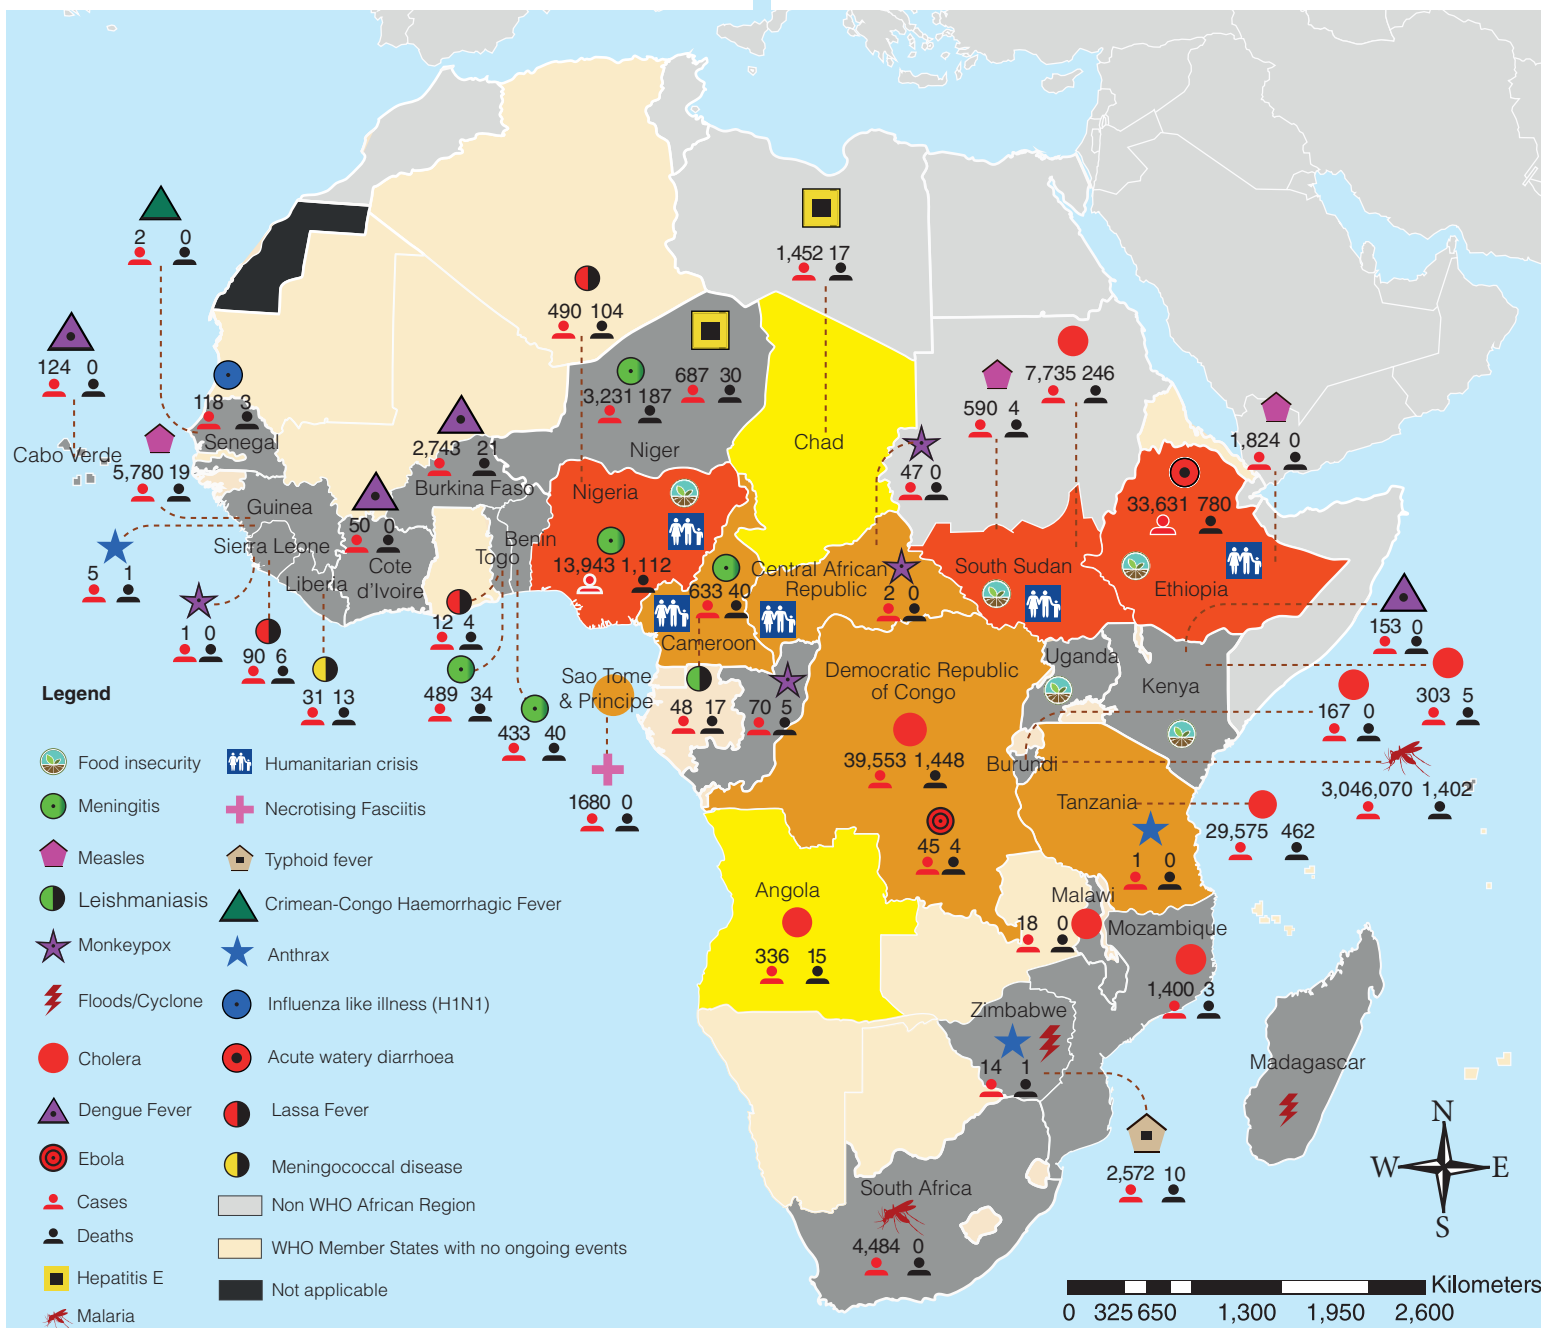 2 0
1,452 17
490 104
124 0
687 30
3,231 187
7,735 246
590 4
118 3
Senegal
Cabo Verde
5,780 19
2,743 21
Burkina Faso
Niger
Chad
47 0
1,824 0
Guinea
Nigeria
33,631 780
50 0
Sierra Leone
Liberia
Cote
d'Ivoire
Togo
Benin
13,943 1,112
633 40
Central African
Republic
2 0
South Sudan
Ethiopia
5 1
1 0
90 6
31 13
12 4
489 34
433 40
Cameroon
Sao Tome
& Principe
48 17
70 5
Democratic Republic
of Congo
Uganda
Kenya
153 0
303 5
167 0
39,553 1,448
Burundi
3,046,070 1,402
1680 0
Tanzania
29,575 462
45 4
1 0
Angola
336 15
Malawi
18 0
Mozambique
1,400 3
Zimbabwe
14 1
Madagascar
2,572 10
South Africa
4,484 0
Legend
Food insecurity
Humanitarian crisis
Meningitis
Necrotising Fasciitis
Measles
Typhoid fever
Leishmaniasis
Crimean-Congo Haemorrhagic Fever
Monkeypox
Anthrax
Floods/Cyclone
Influenza like illness (H1N1)
Cholera
Acute watery diarrhoea
Dengue Fever
Lassa Fever
Ebola
Meningococcal disease
Cases
Non WHO African Region
Deaths
WHO Member States with no ongoing events
Hepatitis E
Not applicable
Malaria
N
W E
S
Kilometers
0 325 650 1,300 1,950 2,600